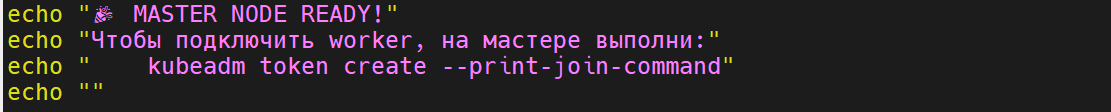 echo "🎉 MASTER NODE READY!"
echo "Чтобы подключить worker, на мастере выполни:"
echo "    kubeadm token create --print-join-command"
echo ""